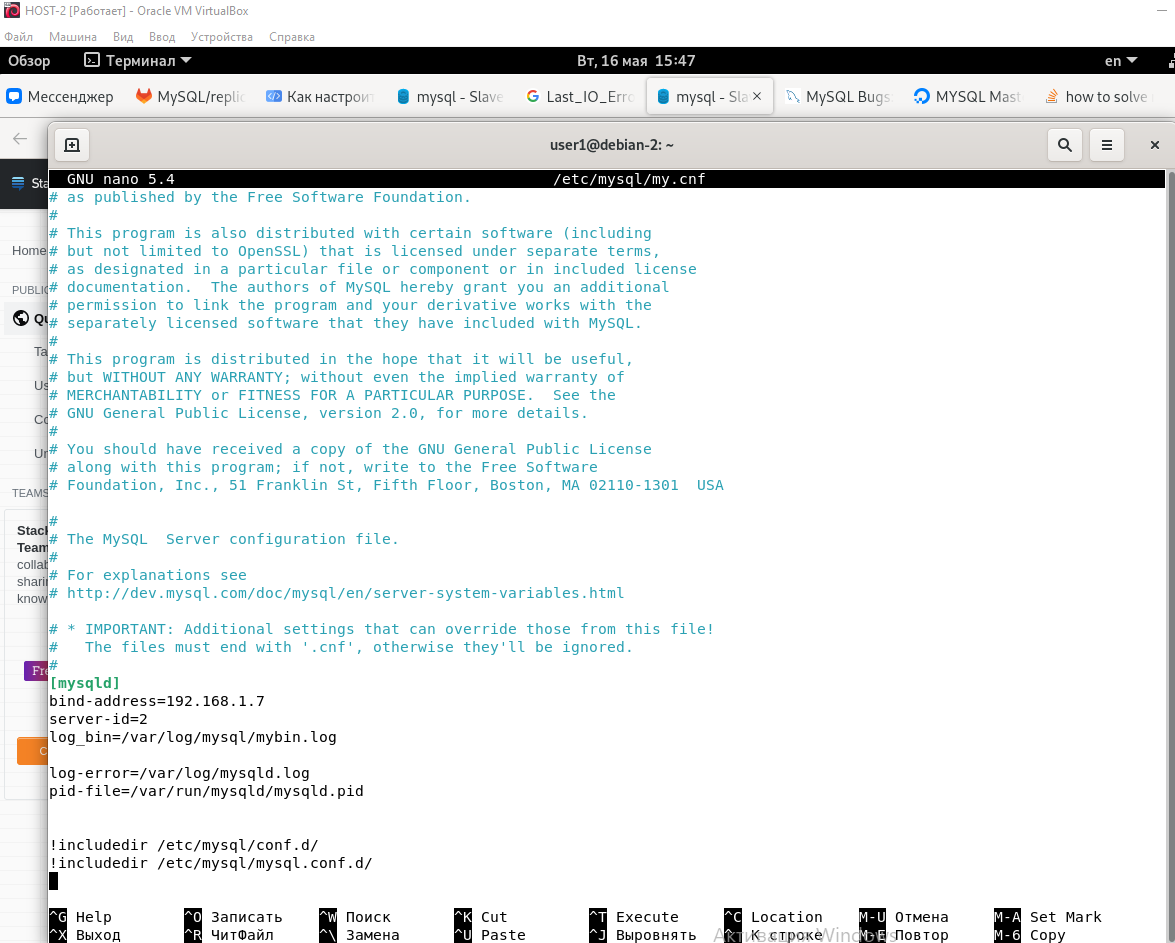 HOST-2 [Работает] - Oracle VM VirtualBox
Файл Машина Вид Ввод Устройства Справка
Обзор Терминал Вт, 16 мая 15:47 en
Мессенджер MySQL/replic Как настроит mysql - Slave Last_IO_Erro mysql - Sla MySQL Bugs: MYSQL Mast how to solve
user1@debian-2: ~
GNU nano 5.4 /etc/mysql/my.cnf
# as published by the Free Software Foundation.
#
# This program is also distributed with certain software (including
# but not limited to OpenSSL) that is licensed under separate terms,
# as designated in a particular file or component or in included license
# documentation.  The authors of MySQL hereby grant you an additional
# permission to link the program and your derivative works with the
# separately licensed software that they have included with MySQL.
#
# This program is distributed in the hope that it will be useful,
# but WITHOUT ANY WARRANTY; without even the implied warranty of
# MERCHANTABILITY or FITNESS FOR A PARTICULAR PURPOSE.  See the
# GNU General Public License, version 2.0, for more details.
#
# You should have received a copy of the GNU General Public License
# along with this program; if not, write to the Free Software
# Foundation, Inc., 51 Franklin St, Fifth Floor, Boston, MA 02110-1301  USA
#
# The MySQL  Server configuration file.
#
# For explanations see
# http://dev.mysql.com/doc/mysql/en/server-system-variables.html
# * IMPORTANT: Additional settings that can override those from this file!
#   The files must end with '.cnf', otherwise they'll be ignored.
#
[mysqld]
bind-address=192.168.1.7
server-id=2
log_bin=/var/log/mysql/mybin.log
log-error=/var/log/mysqld.log
pid-file=/var/run/mysqld/mysqld.pid
!includedir /etc/mysql/conf.d/
!includedir /etc/mysql/mysql.conf.d/
^G Help ^O Записать ^W Поиск ^K Cut ^T Execute ^C Location M-U Отмена M-A Set Mark
^X Выход ^R ЧитФайл ^\ Замена ^U Paste ^J Выровнять К строке Повтор M-6 Copy
Активация Windows
Sta
Home
PUBLIC
Qu
Ta
Us
Co
Un
TEAMS
Stack
Team
collab
sharin
know
Fre
C